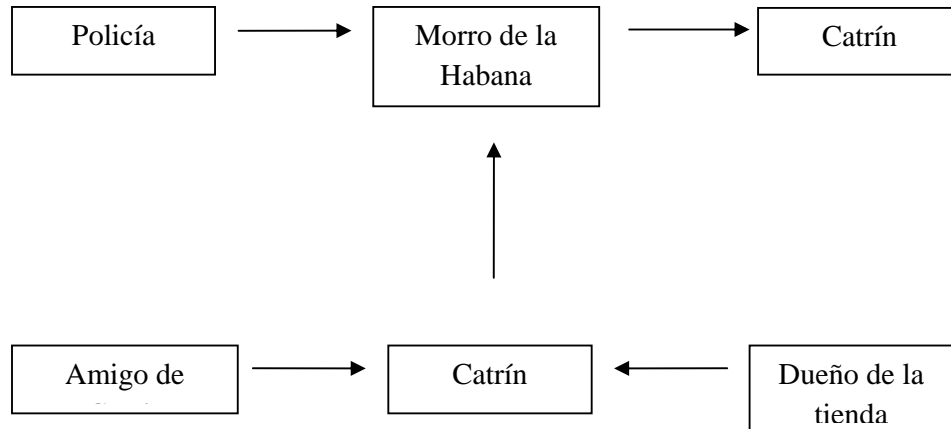 Policía
Morro de la
Habana
Catrín
Amigo de
Catrín
Dueño de la
tienda